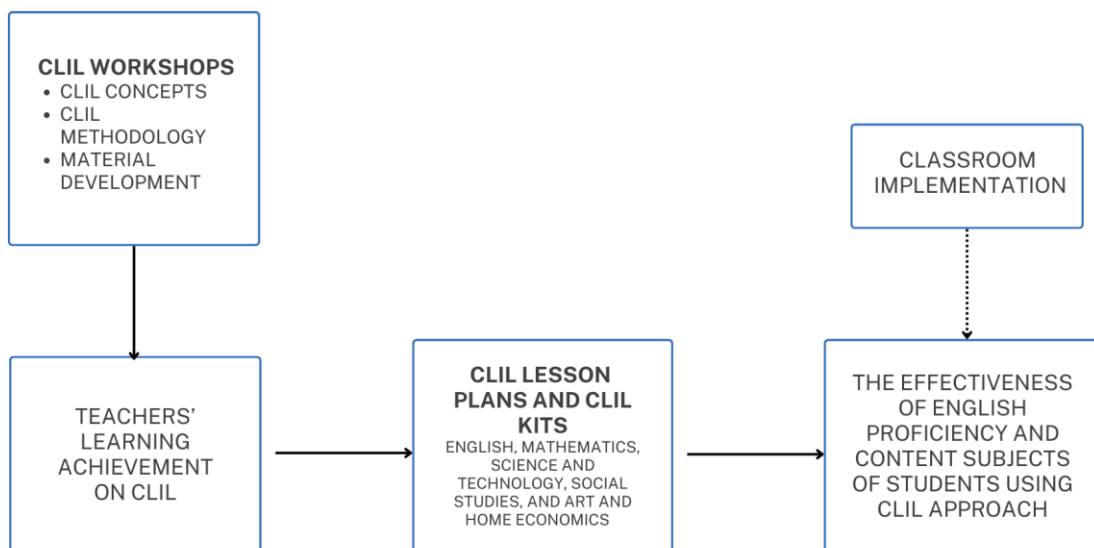 CLIL WORKSHOPS
• CLIL CONCEPTS
• CLIL
METHODOLOGY
• MATERIAL
DEVELOPMENT
CLASSROOM
IMPLEMENTATION
TEACHERS’
LEARNING
ACHIEVEMENT
ON CLIL
CLIL LESSON
PLANS AND CLIL
KITS
ENGLISH, MATHEMATICS,
SCIENCE AND
TECHNOLOGY, SOCIAL
STUDIES, AND ART AND
HOME ECONOMICS
THE EFFECTIVENESS
OF ENGLISH
PROFICIENCY AND
CONTENT SUBJECTS
OF STUDENTS USING
CLIL APPROACH